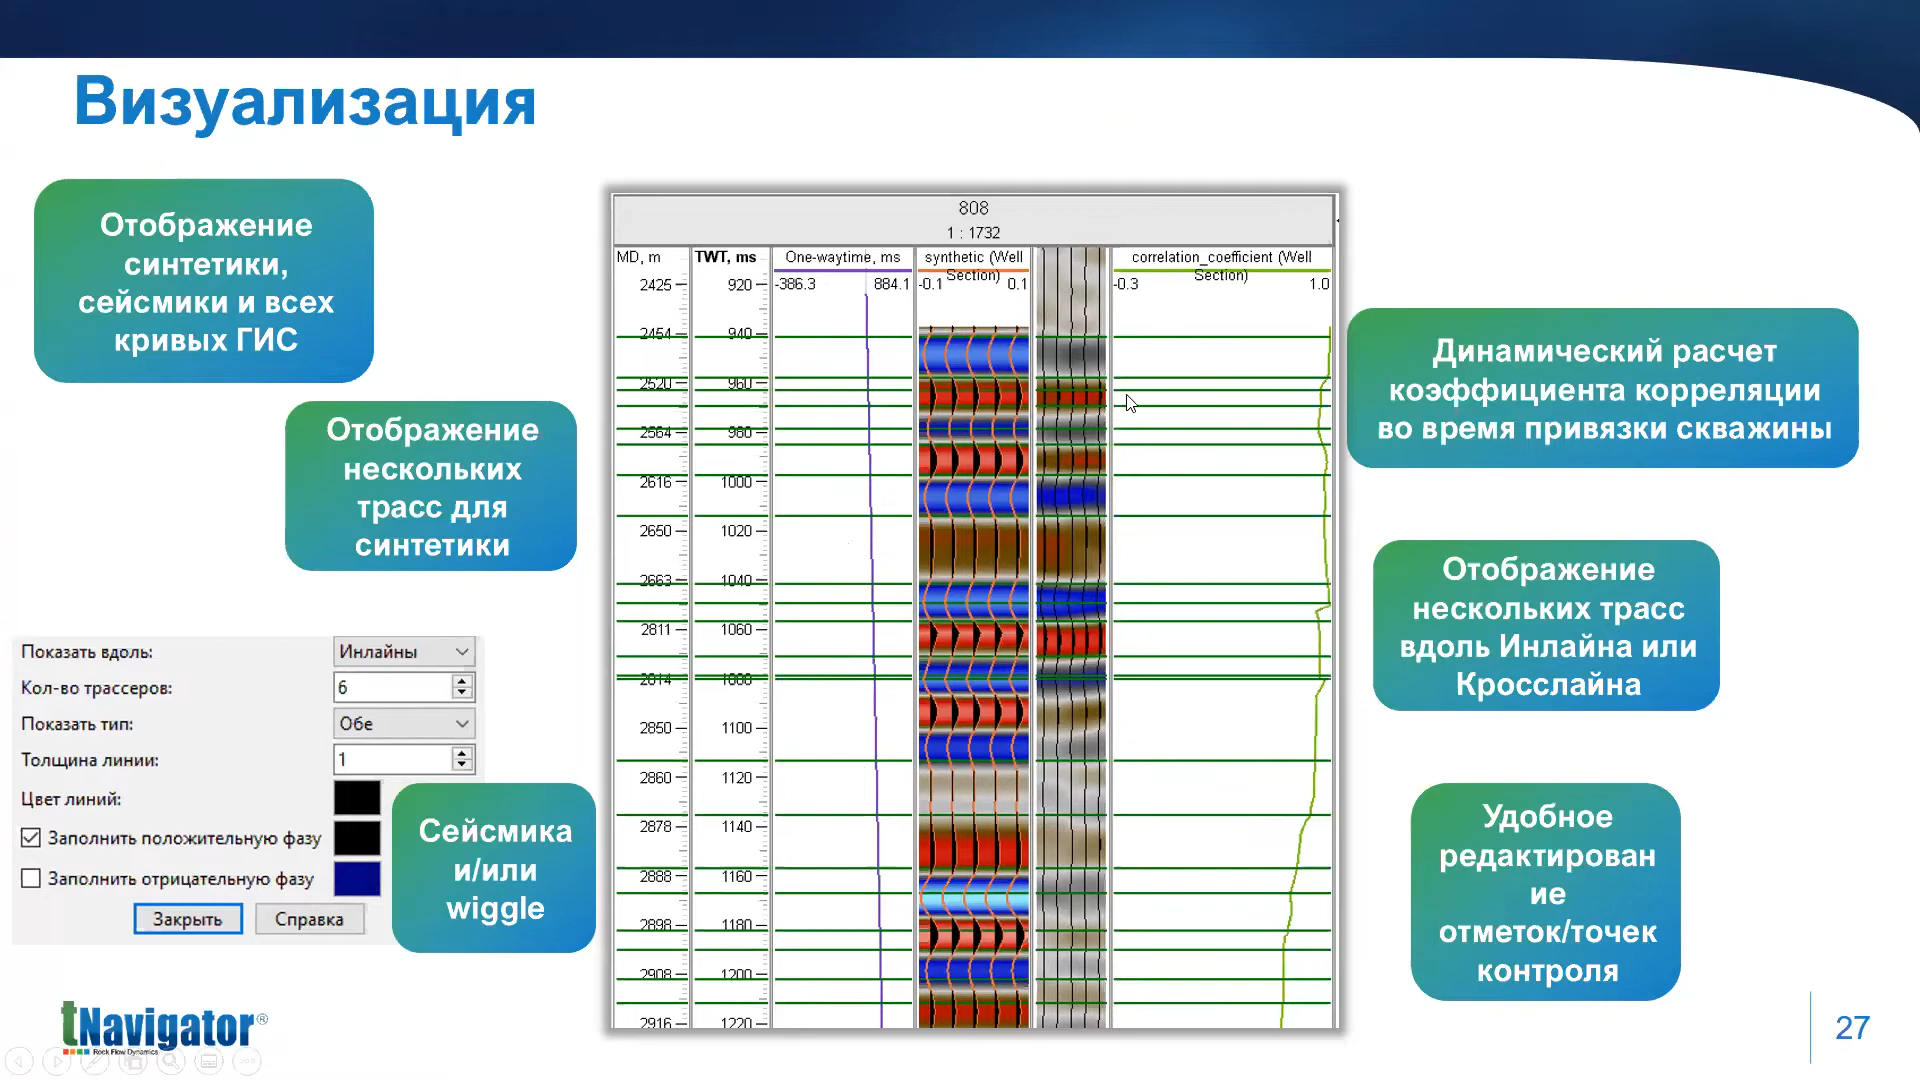 Визуализация
Отображение
синтетики,
сейсмики и всех
кривых ГИС
Отображение
нескольких
трасс для
синтетики
Показать вдоль:
Инлайны
Кол-во трассеров:
6
Показать тип:
Обе
Толщина линии:
1
Цвет линий:
Заполнить положительную фазу
Заполнить отрицательную фазу
Закрыть
Справка
Сейсмика
и/или
wiggle
808
1 : 1732
MD, m
TWT, ms
One-waytime, ms
synthetic (Well
Section)
correlation_coefficient (Well
Section)
-386.3
884.1
-0.1
0.1
-0.3
1.0
2425
920
2454
940
2520
960
2564
980
2616
1000
2650
1020
2663
1040
2811
1060
2814
1080
2850
1100
2860
1120
2878
1140
2888
1160
2898
1180
2908
1200
2916
1220
Динамический расчет
коэффициента корреляции
во время привязки скважины
Отображение
нескольких трасс
вдоль Инлайна или
Кросслайна
Удобное
редактирован
ие
отметок/точек
контроля
tNavigator®
Rock Flow Dynamics
27